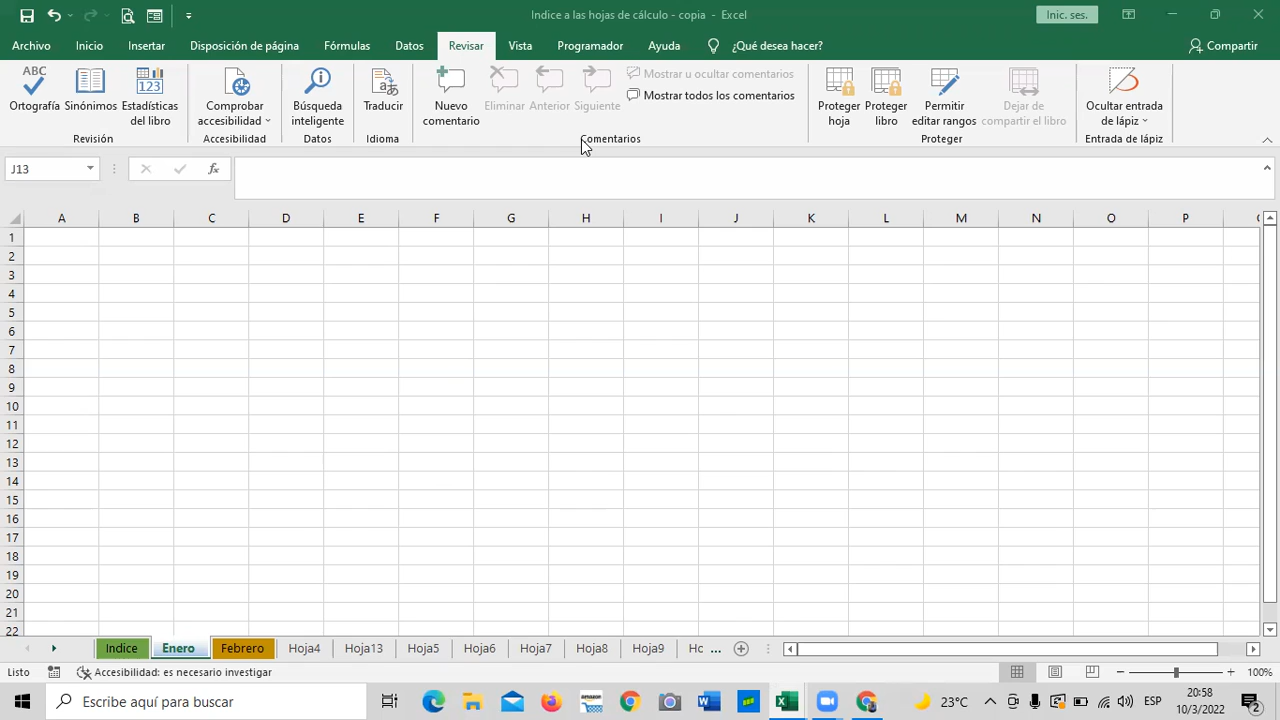 Indice a las hojas de cálculo - copia - Excel
Inic. ses.
Archivo Inicio Insertar Disposición de página Fórmulas Datos Revisar Vista Programador Ayuda ¿Qué desea hacer? Compartir
ABC
Ortografía
Sinónimos
123
Estadísticas del libro
Revisión
Comprobar accesibilidad
Accesibilidad
Búsqueda inteligente
Datos
Traducir
Idioma
Nuevo comentario
Eliminar
Anterior
Siguiente
Mostrar u ocultar comentarios
Mostrar todos los comentarios
Comentarios
Proteger hoja
Proteger libro
Permitir editar rangos
Dejar de compartir el libro
Proteger
Ocultar entrada de lápiz
Entrada de lápiz
J13
fx
A B C D E F G H I J K L M N O P
1
2
3
4
5
6
7
8
9
10
11
12
13
14
15
16
17
18
19
20
21
22
Indice Enero Febrero Hoja4 Hoja13 Hoja5 Hoja6 Hoja7 Hoja8 Hoja9 Hc ...
Listo Accesibilidad: es necesario investigar 100%
Escribe aquí para buscar
amazon
23°C
ESP
20:58
10/3/2022
2